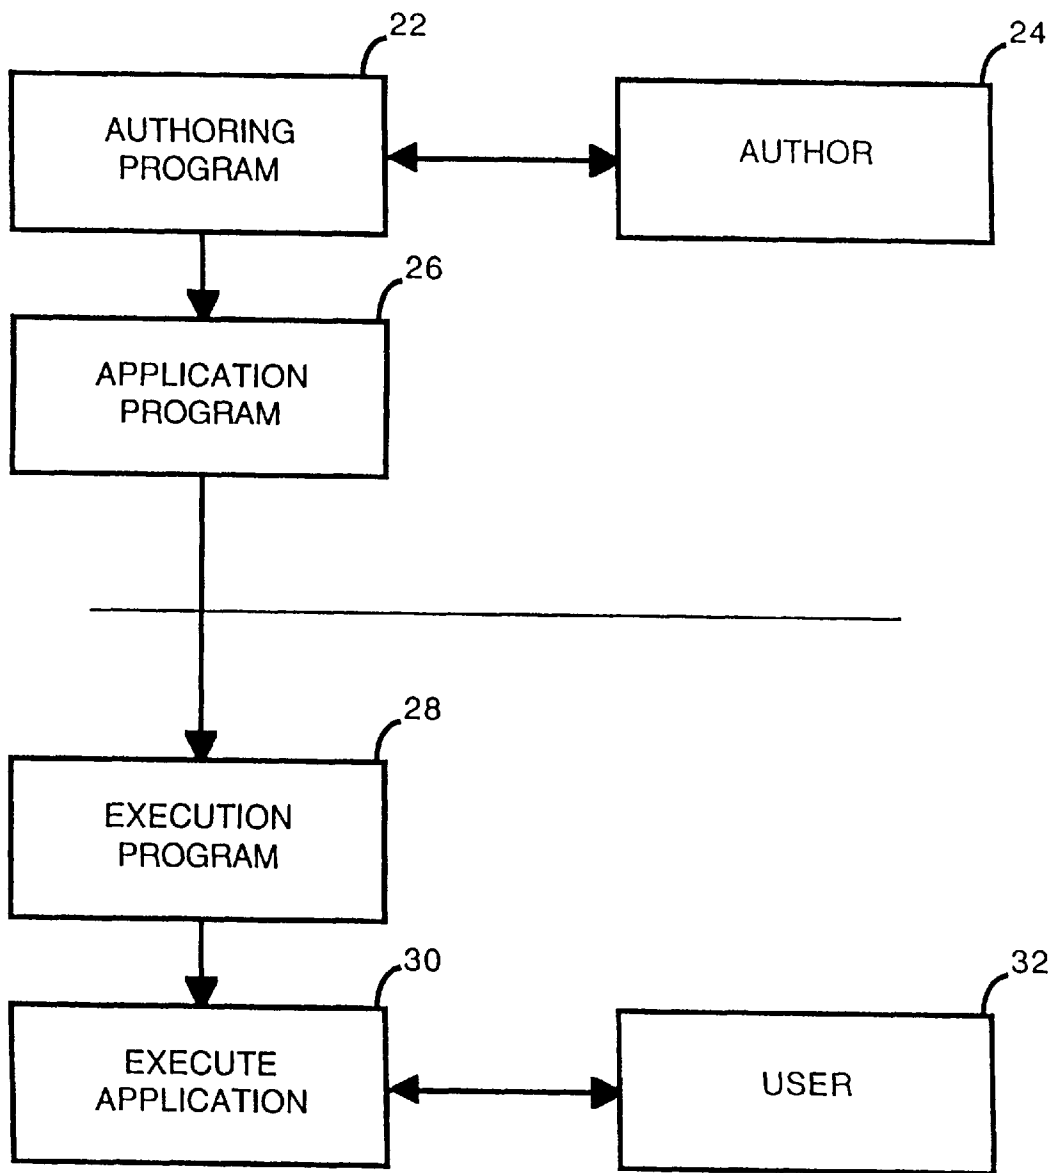 22
24
AUTHORING
PROGRAM
AUTHOR
26
APPLICATION
PROGRAM
28
EXECUTION
PROGRAM
30
32
EXECUTE
APPLICATION
USER